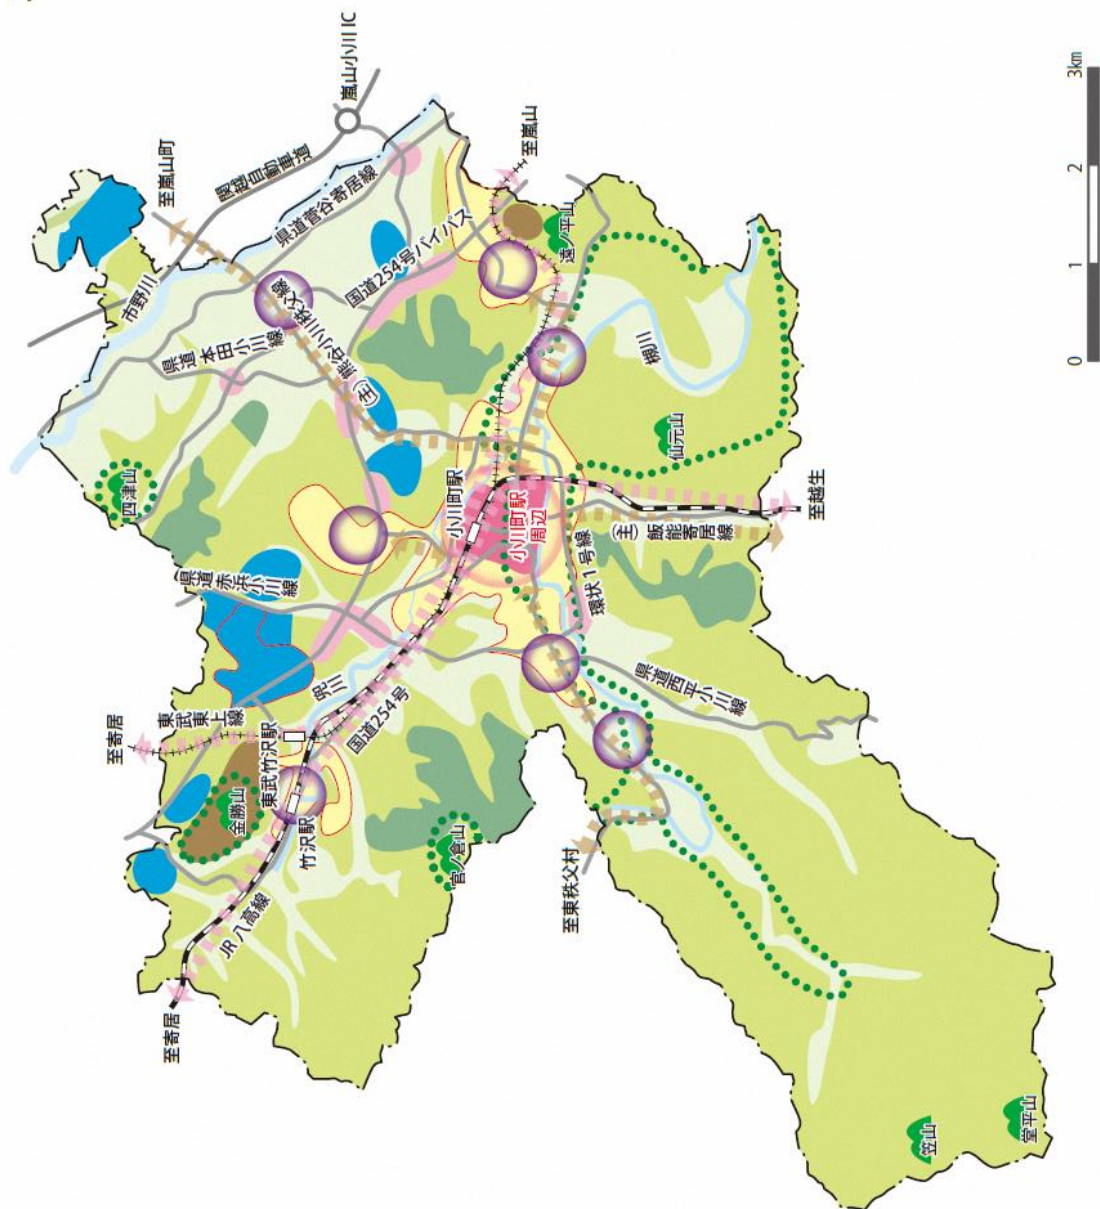 至寄居
JR八高線
至寄居
東武東上線
金勝山
東武竹沢駅
竹沢駅
兜川
国道254号
官ノ倉山
県道赤浜小川線
四津山
市野川
県道本田小川線
(主)熊谷小川秩父線
至嵐山町
関越自動車道
嵐山小川IC
県道菅谷寄居線
国道254号バイパス
至嵐山
遠ノ平山
小川町駅
小川町駅
周辺
槻川
仙元山
環状1号線
(主)飯能寄居線
至越生
県道西平小川線
至東秩父村
笠山
堂平山
0
1
2
3km